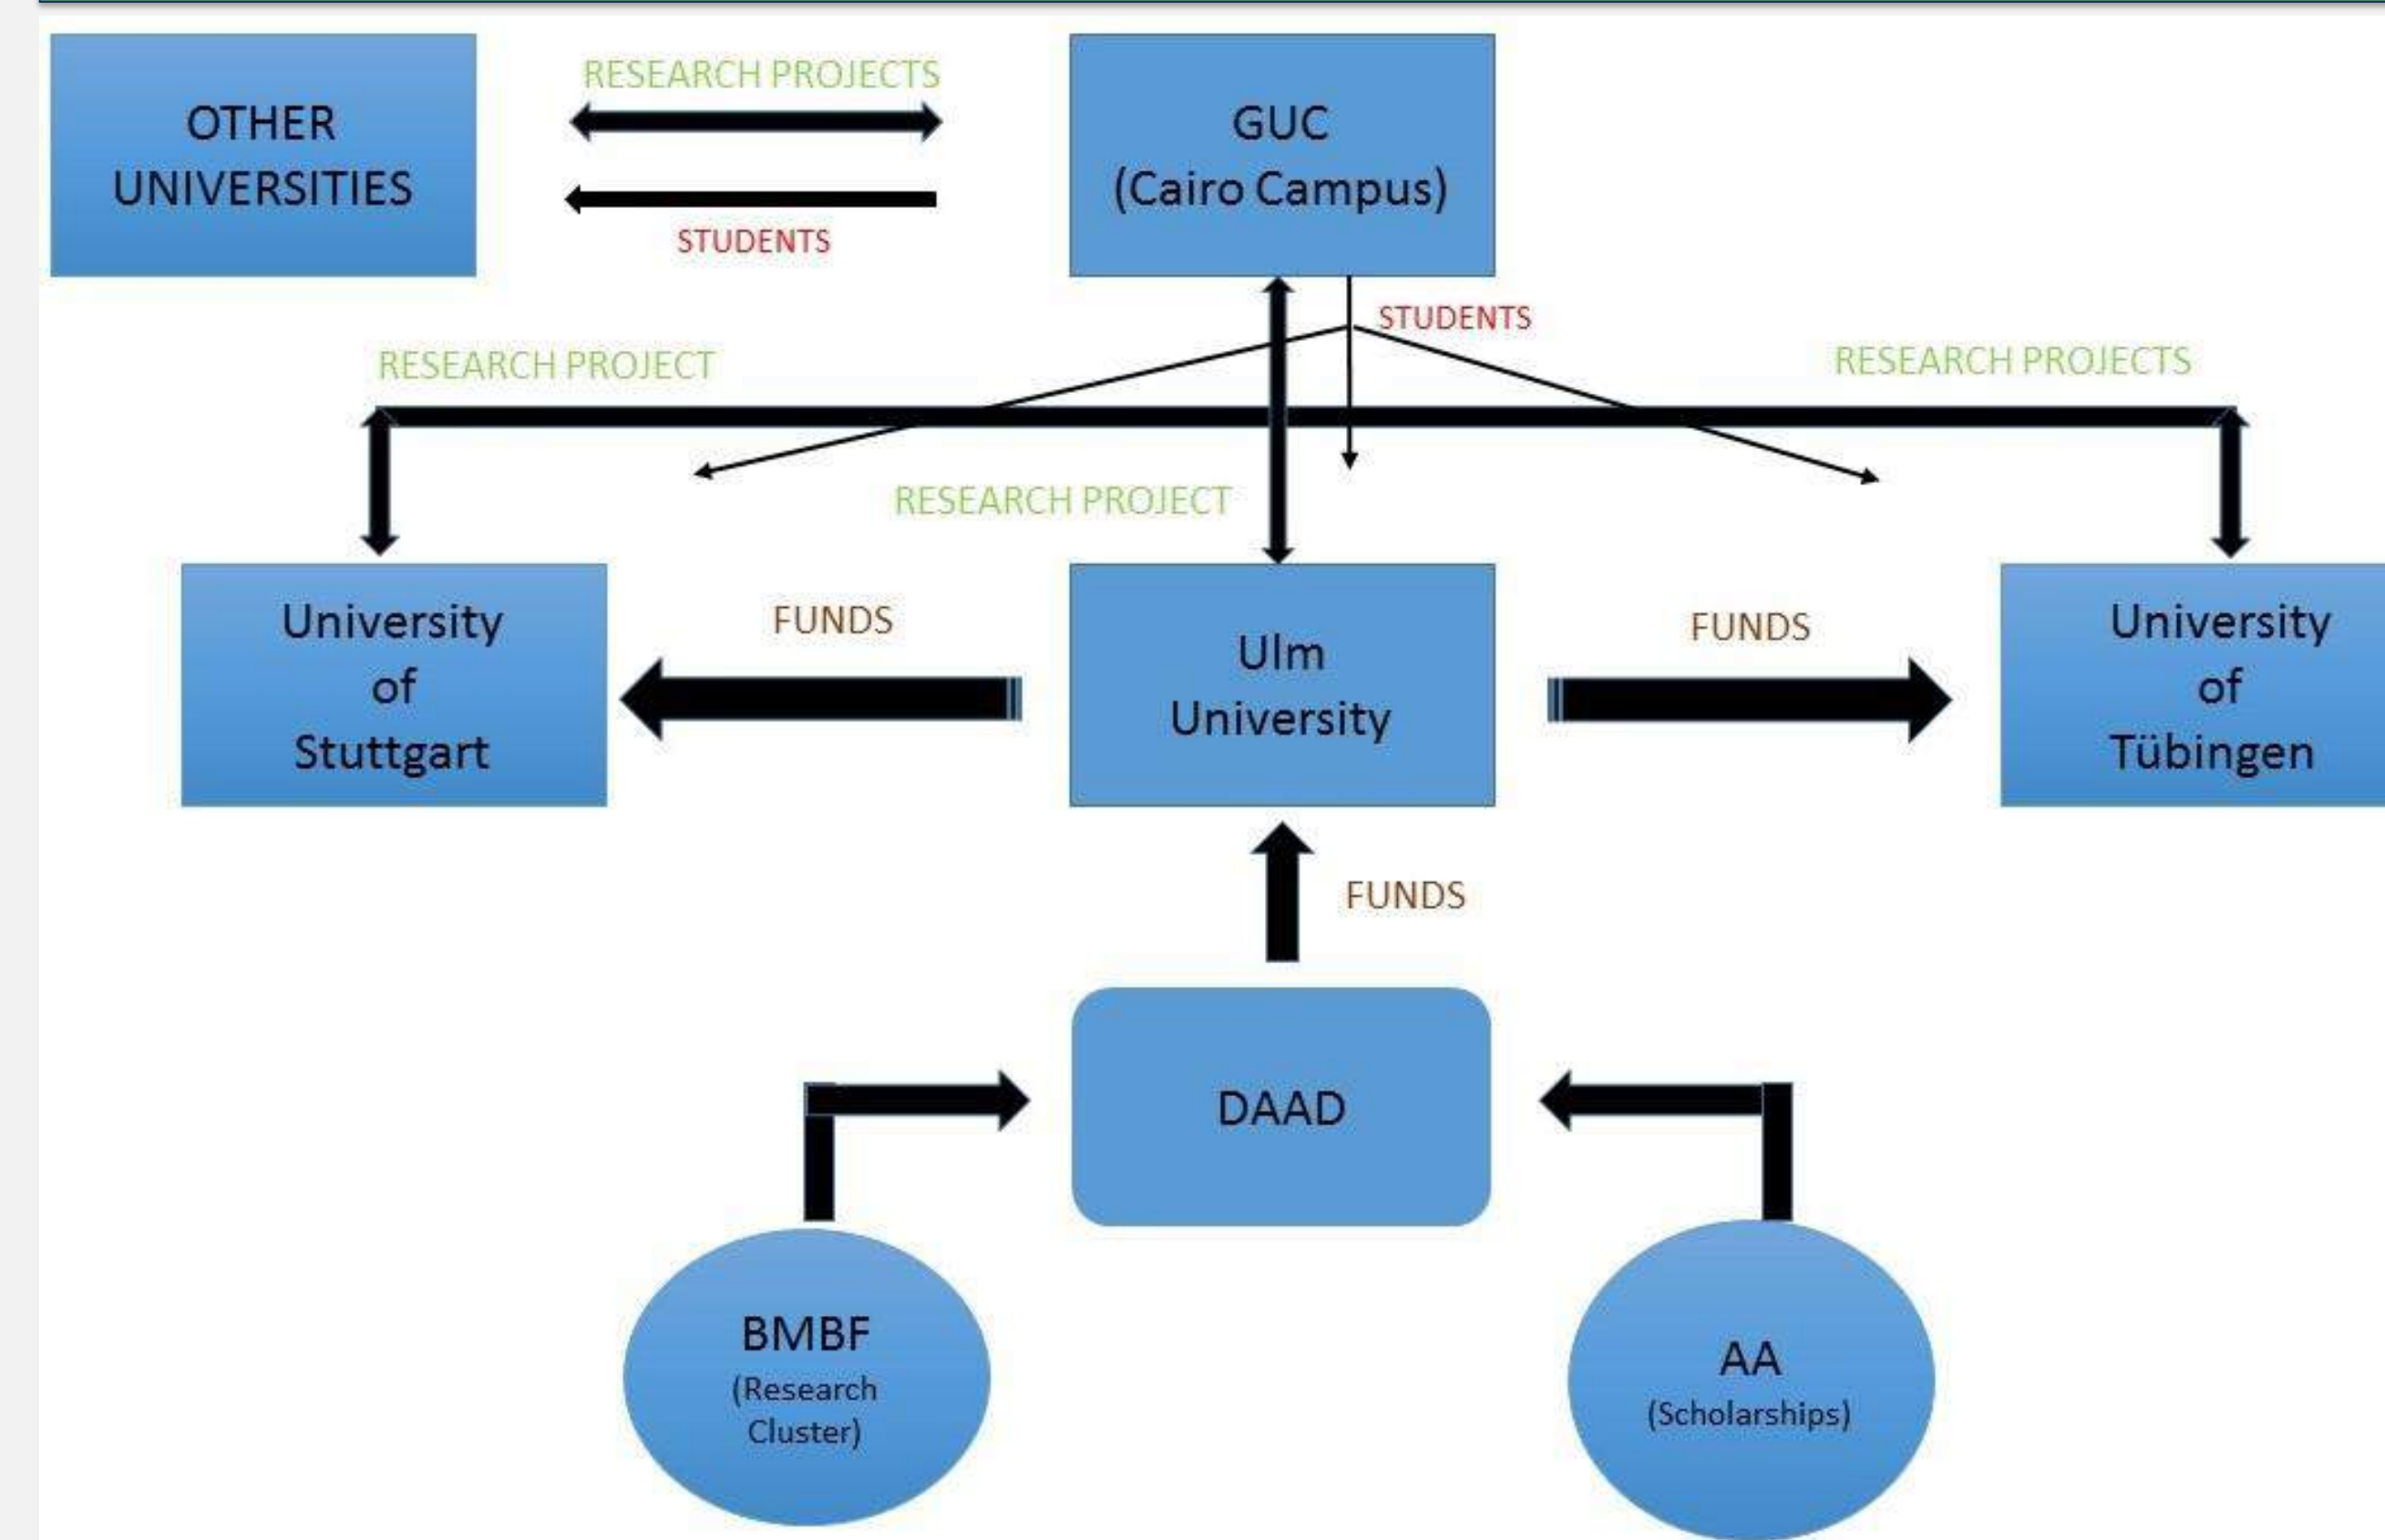 OTHER
UNIVERSITIES
RESEARCH PROJECTS
STUDENTS
GUC
(Cairo Campus)
STUDENTS
RESEARCH PROJECT
RESEARCH PROJECTS
RESEARCH PROJECT
University
of
Stuttgart
FUNDS
Ulm
University
FUNDS
University
of
Tübingen
FUNDS
DAAD
BMBF
(Research
Cluster)
AA
(Scholarships)